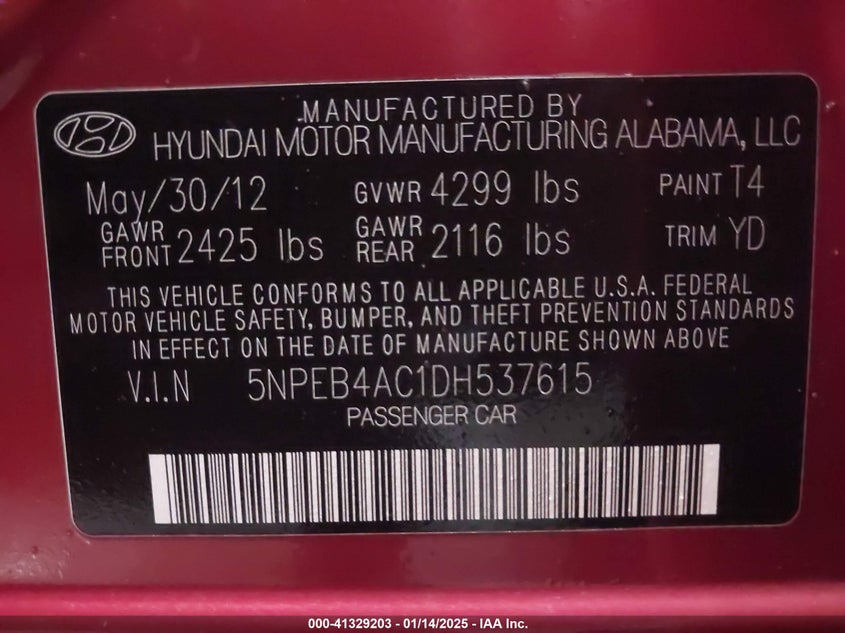 MANUFACTURED BY
HYUNDAI MOTOR MANUFACTURING ALABAMA, LLC
May/30/12 GVWR 4299 lbs PAINT T4
GAWR FRONT 2425 lbs GAWR REAR 2116 lbs TRIM YD
THIS VEHICLE CONFORMS TO ALL APPLICABLE U.S.A. FEDERAL
MOTOR VEHICLE SAFETY, BUMPER, AND THEFT PREVENTION STANDARDS
IN EFFECT ON THE DATE OF MANUFACTURE SHOWN ABOVE
V.I.N 5NPEB4AC1DH537615
PASSENGER CAR
000-41329203 - 01/14/2025 - IAA Inc.